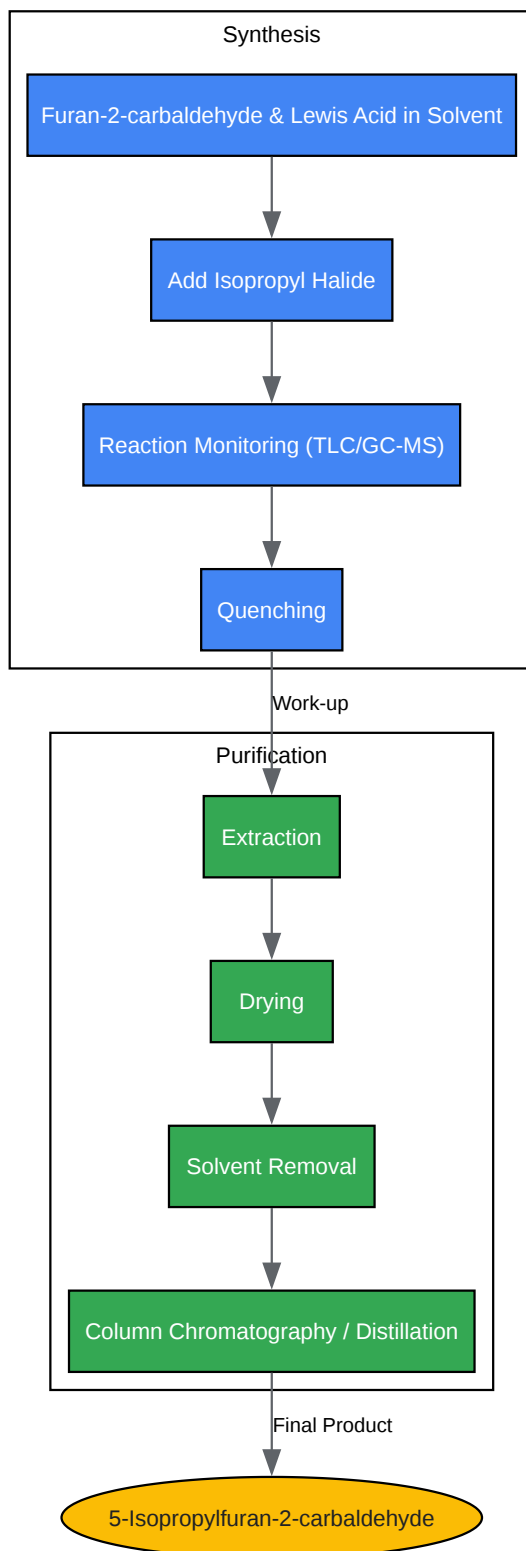 Synthesis
Furan-2-carbaldehyde & Lewis Acid in Solvent
Add Isopropyl Halide
Reaction Monitoring (TLC/GC-MS)
Quenching
Work-up
Purification
Extraction
Drying
Solvent Removal
Column Chromatography / Distillation
Final Product
5-Isopropylfuran-2-carbaldehyde